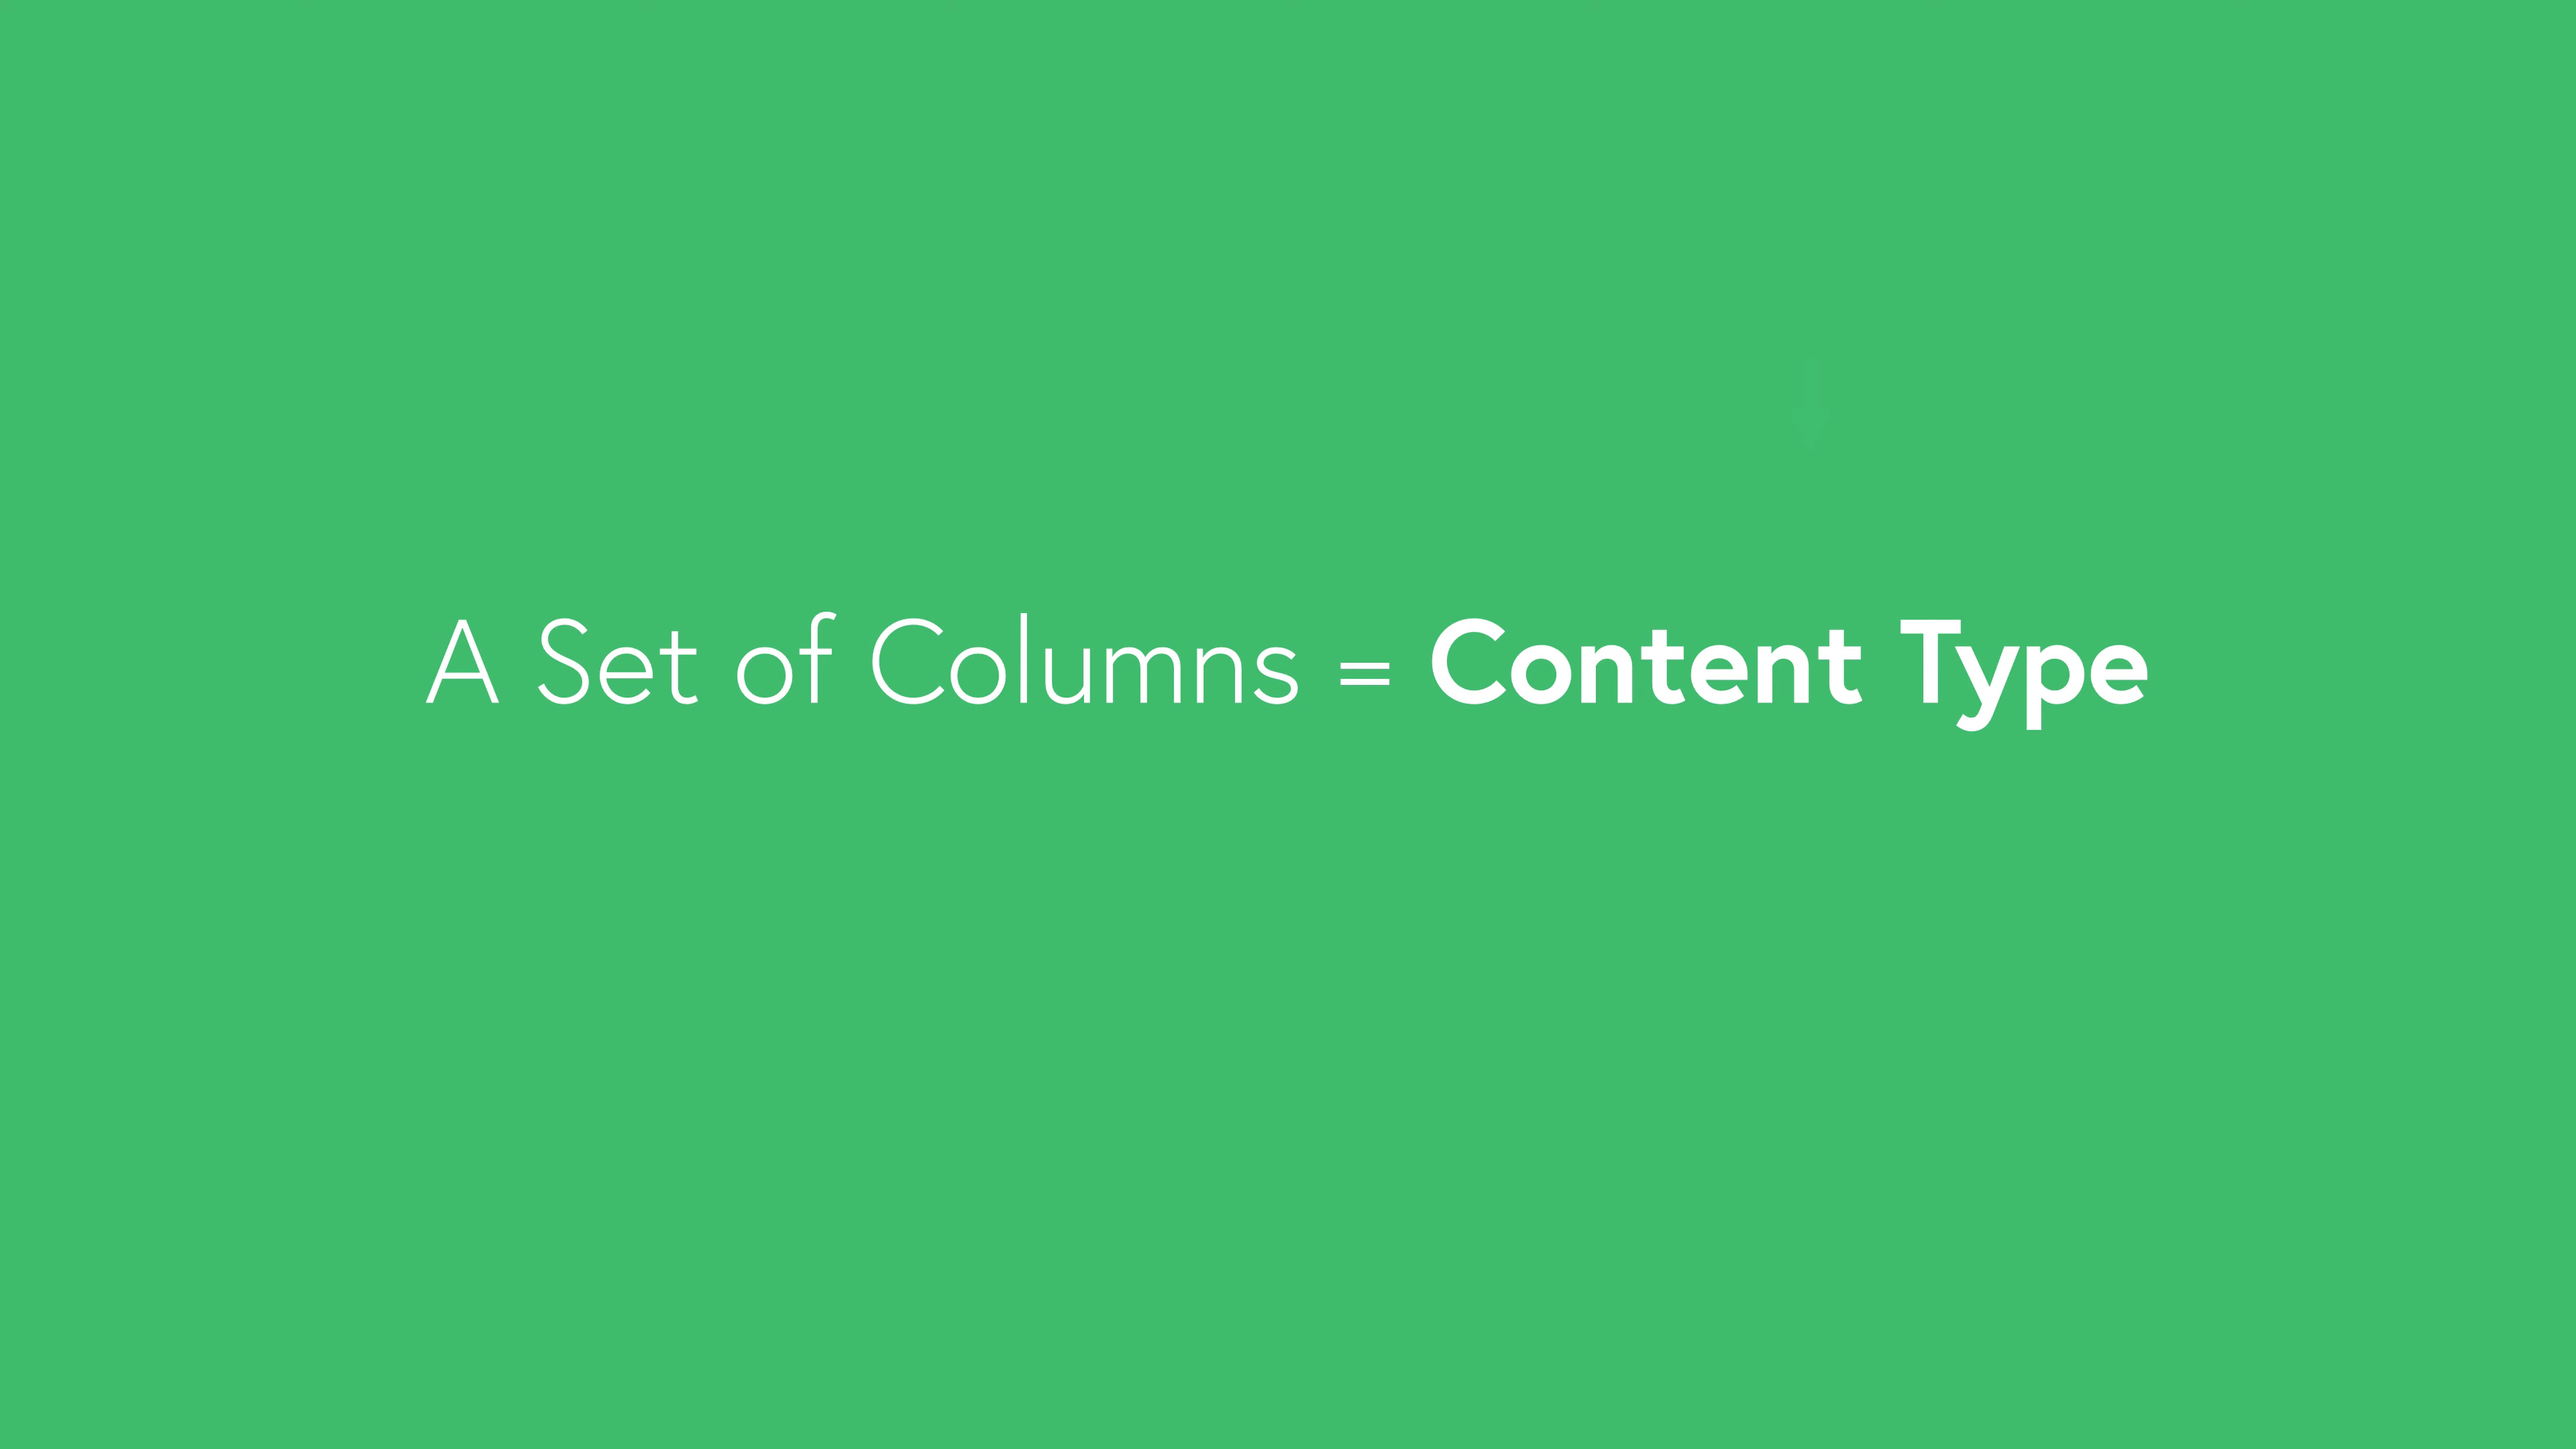 A Set of Columns = Content Type